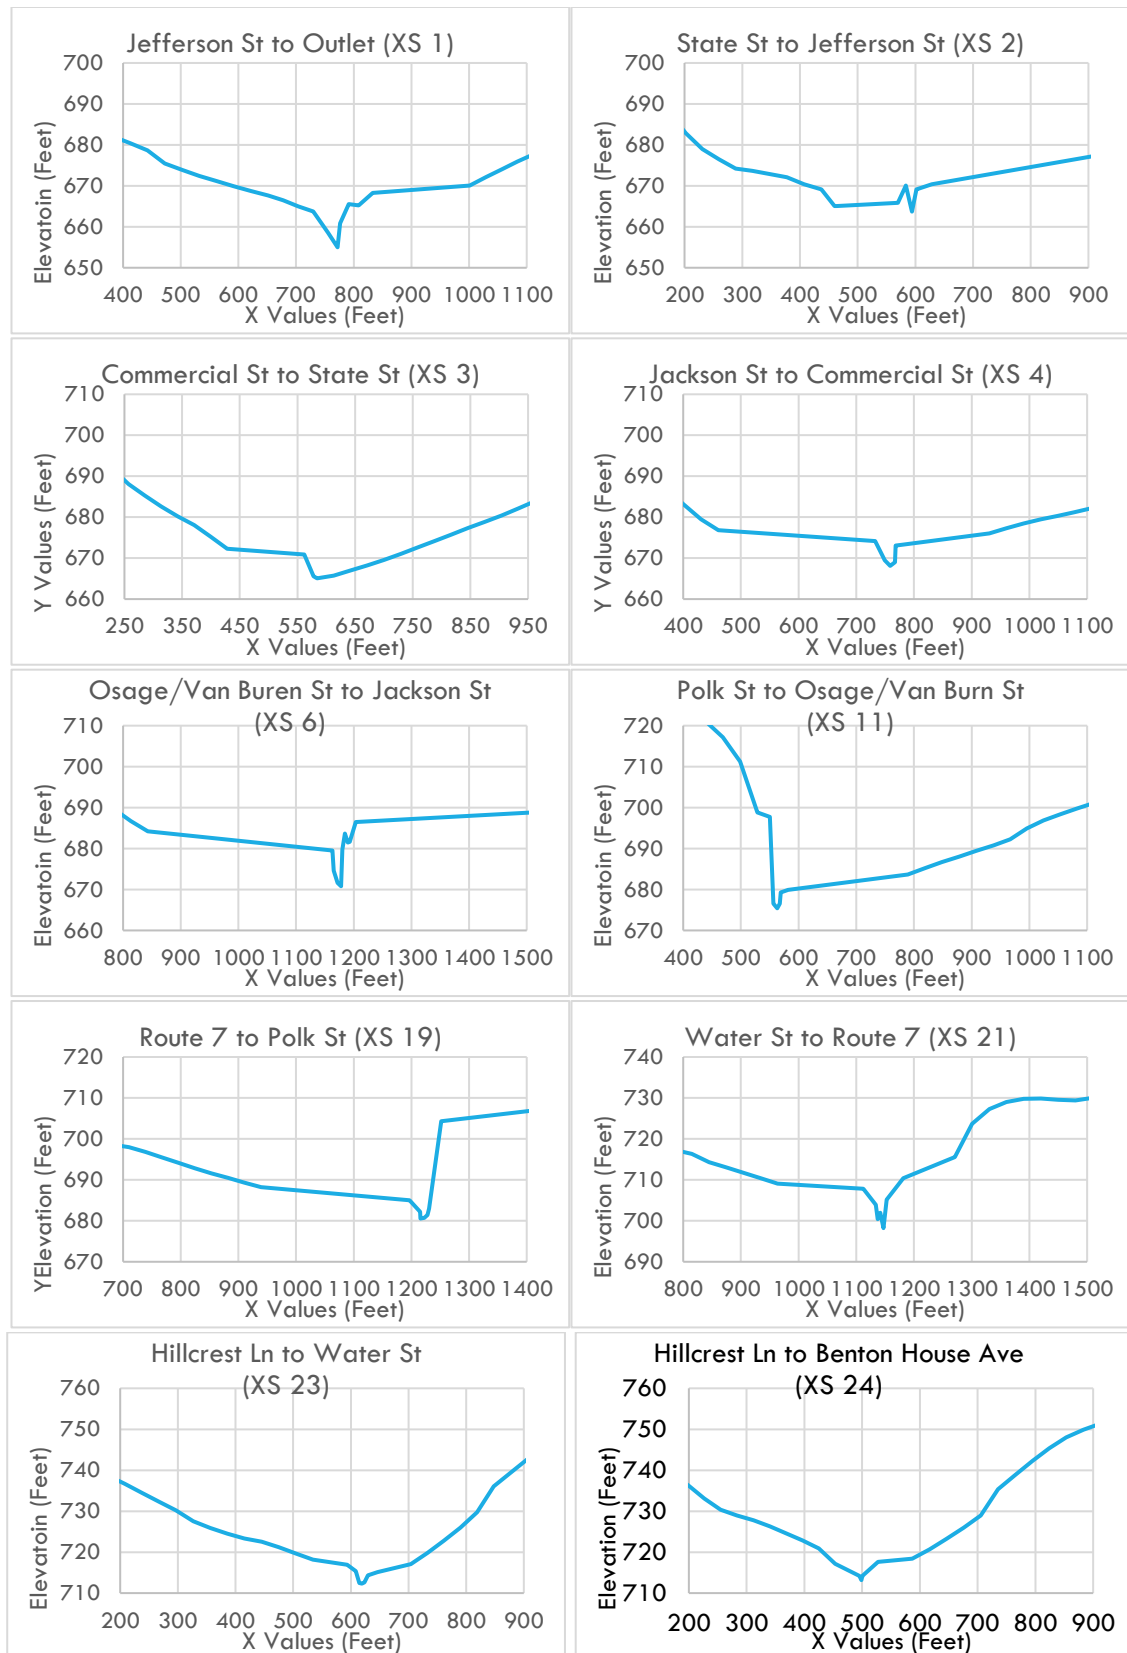 Jefferson St to Outlet (XS 1)
700
690
680
670
660
650
400 500 600 700 800 900 1000 1100
Elevatoin (Feet)
X Values (Feet)
State St to Jefferson St (XS 2)
700
690
680
670
660
650
200 300 400 500 600 700 800 900
Elevation (Feet)
X Values (Feet)
Commercial St to State St (XS 3)
710
700
690
680
670
660
250 350 450 550 650 750 850 950
Y Values (Feet)
X Values (Feet)
Jackson St to Commercial St (XS 4)
710
700
690
680
670
660
400 500 600 700 800 900 1000 1100
Y Values (Feet)
X Values (Feet)
Osage/Van Buren St to Jackson St
(XS 6)
710
700
690
680
670
660
800 900 1000 1100 1200 1300 1400 1500
Elevatoin (Feet)
X Values (Feet)
Polk St to Osage/Van Burn St
(XS 11)
720
710
700
690
680
670
400 500 600 700 800 900 1000 1100
Elevation (Feet)
X Values (Feet)
Route 7 to Polk St (XS 19)
720
710
700
690
680
670
700 800 900 1000 1100 1200 1300 1400
YElevation (Feet)
X Values (Feet)
Water St to Route 7 (XS 21)
740
730
720
710
700
690
800 900 1000 1100 1200 1300 1400 1500
Elevation (Feet)
X Values (Feet)
Hillcrest Ln to Water St
(XS 23)
760
750
740
730
720
710
200 300 400 500 600 700 800 900
Elevatoin (Feet)
X Values (Feet)
Hillcrest Ln to Benton House Ave
(XS 24)
760
750
740
730
720
710
200 300 400 500 600 700 800 900
Elevation (Feet)
X Values (Feet)